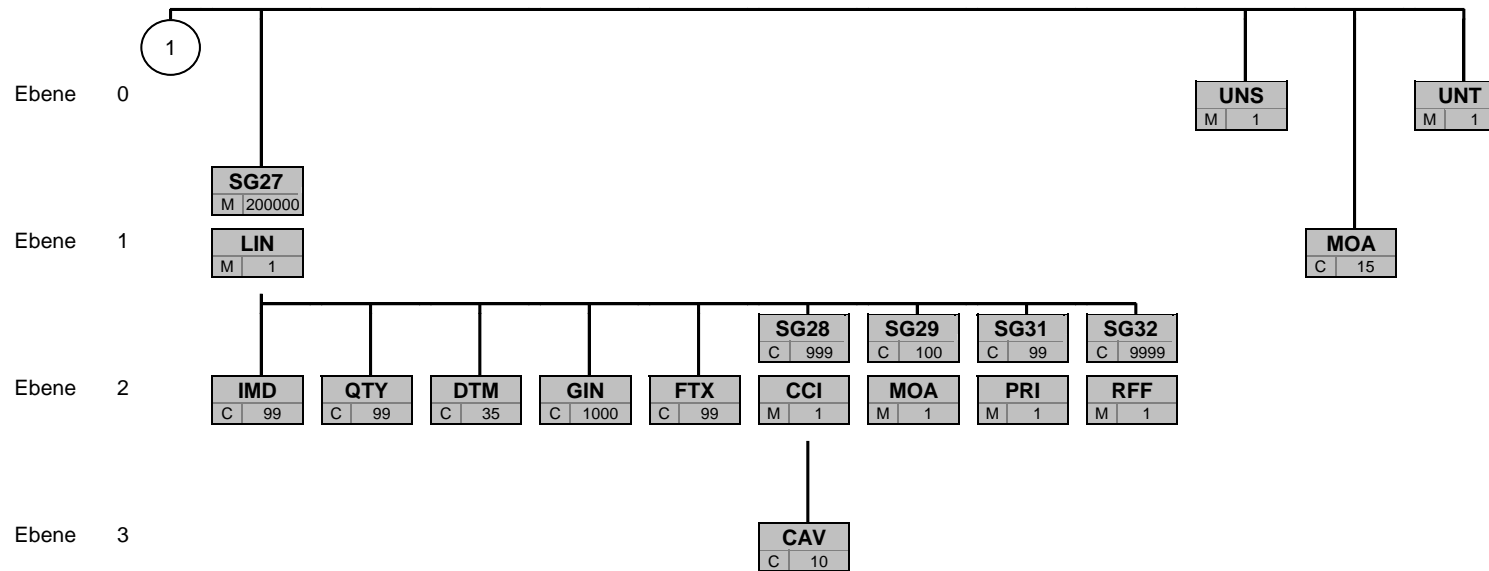 1
Ebene 0
UNS
M 1
UNT
M 1
SG27
M 200000
Ebene 1
LIN
M 1
MOA
C 15
SG28
C 999
SG29
C 100
SG31
C 99
SG32
C 9999
Ebene 2
IMD
C 99
QTY
C 99
DTM
C 35
GIN
C 1000
FTX
C 99
CCI
M 1
MOA
M 1
PRI
M 1
RFF
M 1
Ebene 3
CAV
C 10